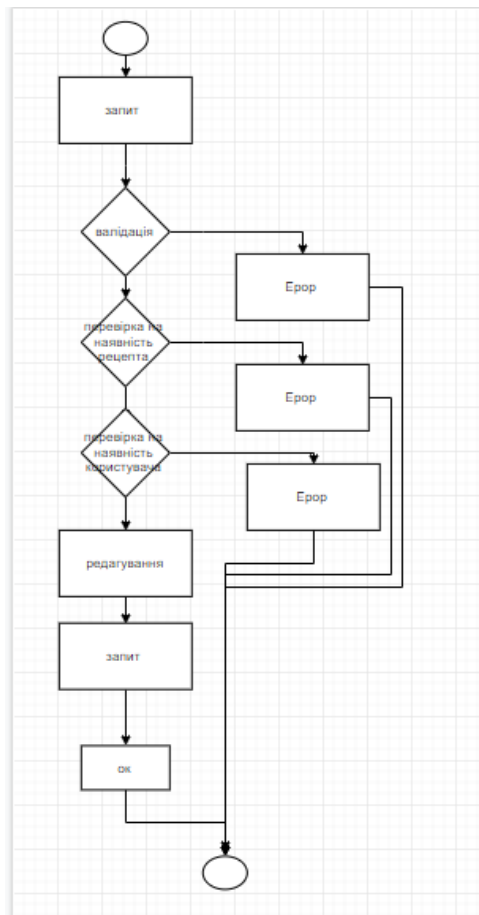 запит
валідація
Ерор
перевірка на
наявність
рецепта
Ерор
перевірка на
наявність
користувача
Ерор
редагування
запит
ок